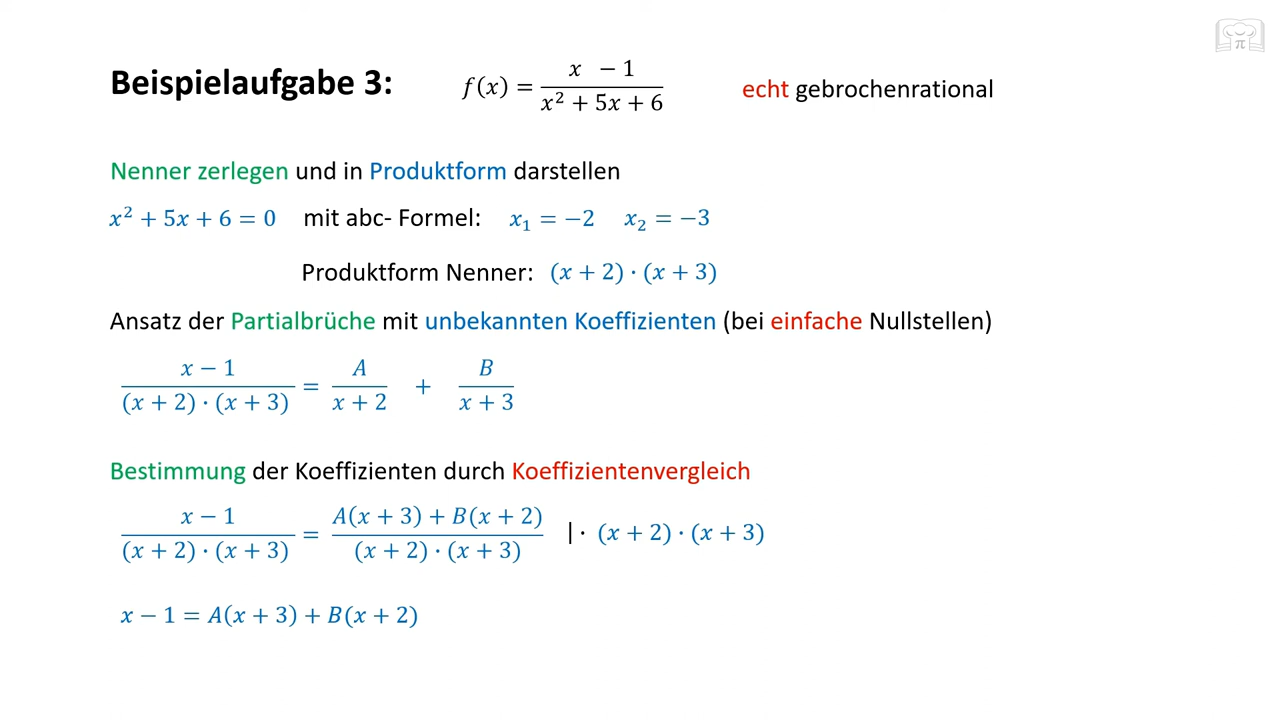 Beispielaufgabe 3: f(x) = (x - 1)/(x² + 5x + 6) echt gebrochenrational
Nenner zerlegen und in Produktform darstellen
x² + 5x + 6 = 0 mit abc- Formel: x₁ = −2 x₂ = −3
Produktform Nenner: (x + 2) · (x + 3)
Ansatz der Partialbrüche mit unbekannten Koeffizienten (bei einfache Nullstellen)
(x − 1)/((x + 2) · (x + 3)) = A/(x + 2) + B/(x + 3)
Bestimmung der Koeffizienten durch Koeffizientenvergleich
(x − 1)/((x + 2) · (x + 3)) = (A(x + 3) + B(x + 2))/((x + 2) · (x + 3)) | · (x + 2) · (x + 3)
x − 1 = A(x + 3) + B(x + 2)
π